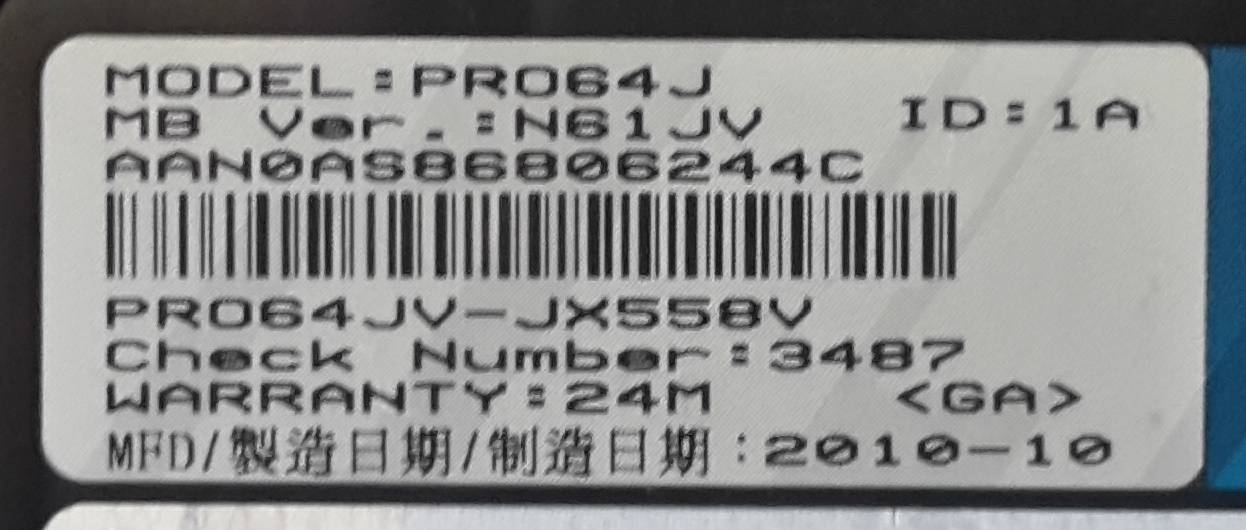 MODEL:PRO64J
MB Ver.:N61JV ID:1A
AAN0AS86806244C
PRO64JV-JX558V
Check Number:3487
WARRANTY:24M <GA>
MFD/製造日期/制造日期:2010-10